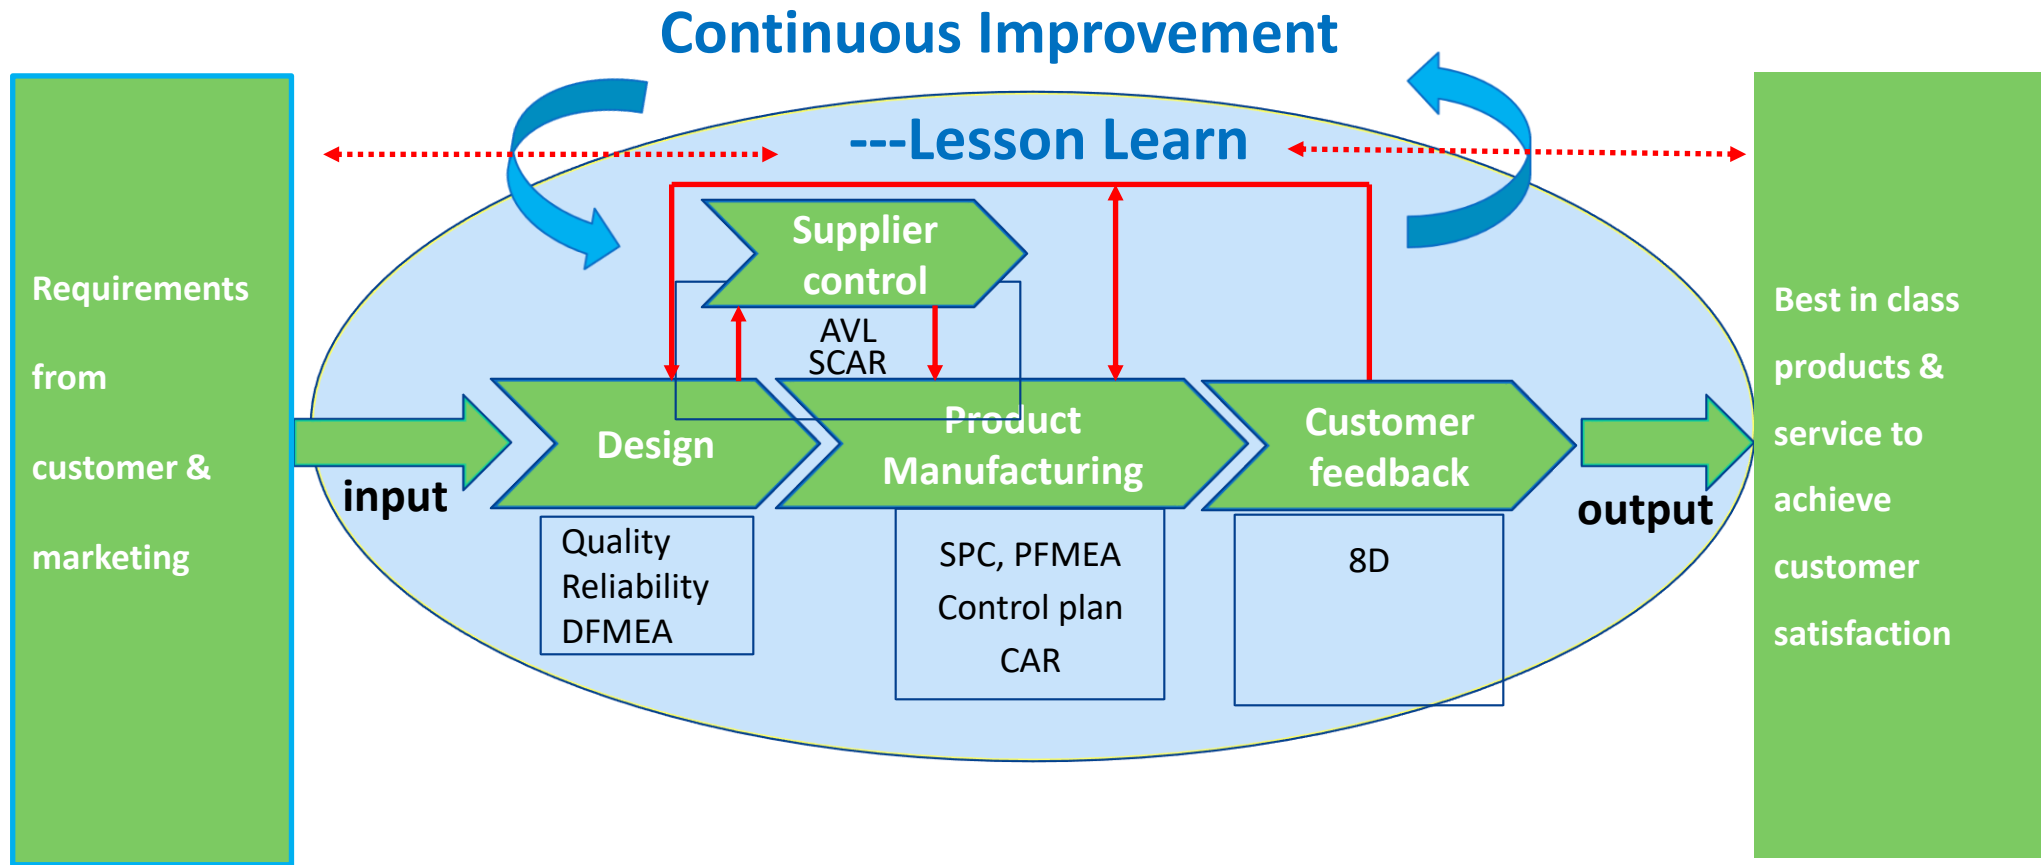 Continuous Improvement
---Lesson Learn
Requirements
from
customer &
marketing
input
Supplier
control
AVL
SCAR
Design
Quality
Reliability
DFMEA
Product
Manufacturing
SPC, PFMEA
Control plan
CAR
Customer
feedback
8D
output
Best in class
products &
service to
achieve
customer
satisfaction